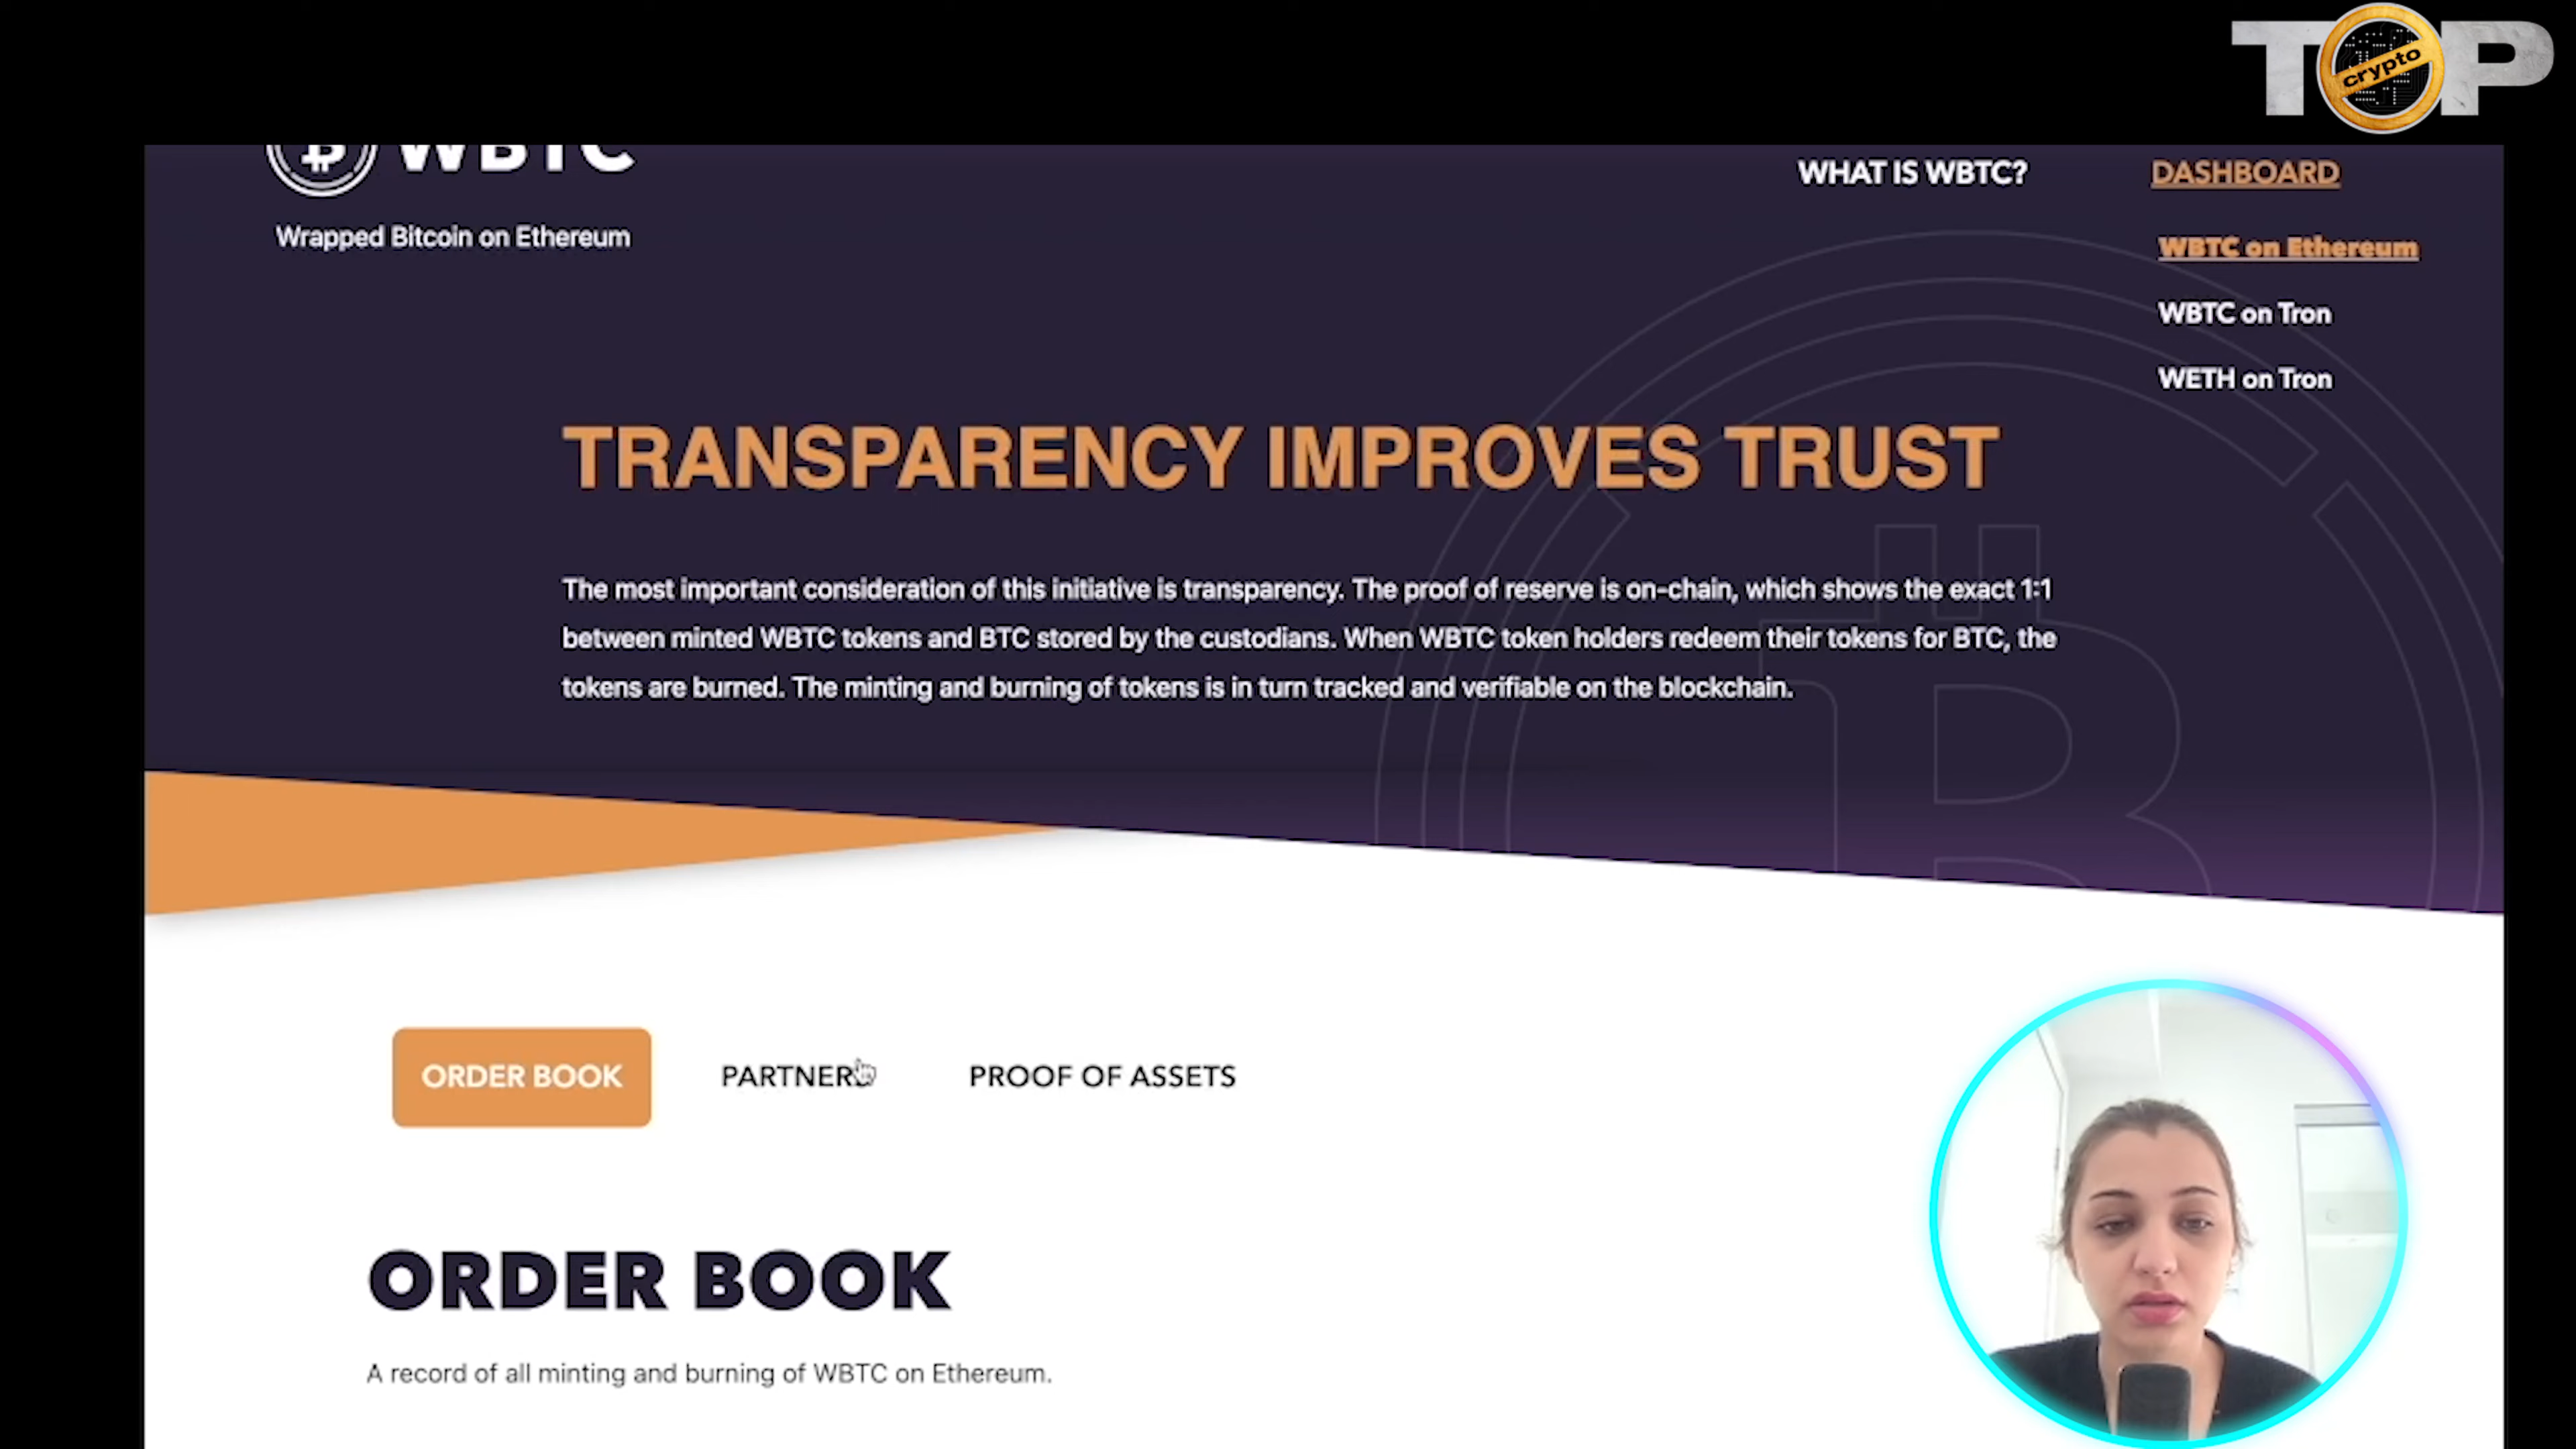 TOP
crypto
WBTC
WHAT IS WBTC?
DASHBOARD
Wrapped Bitcoin on Ethereum
WBTC on Ethereum
WBTC on Tron
WETH on Tron
TRANSPARENCY IMPROVES TRUST
The most important consideration of this initiative is transparency. The proof of reserve is on-chain, which shows the exact 1:1
between minted WBTC tokens and BTC stored by the custodians. When WBTC token holders redeem their tokens for BTC, the
tokens are burned. The minting and burning of tokens is in turn tracked and verifiable on the blockchain.
ORDER BOOK
PARTNERS
PROOF OF ASSETS
ORDER BOOK
A record of all minting and burning of WBTC on Ethereum.